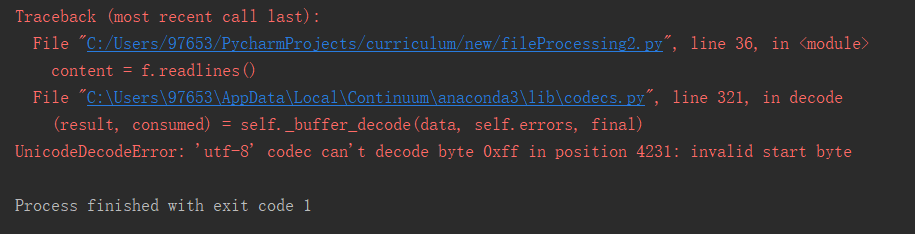 Traceback (most recent call last):
File "C:/Users/97653/PycharmProjects/curriculum/new/fileProcessing2.py", line 36, in <module>
content = f.readlines()
File "C:\Users\97653\AppData\Local\Continuum\anaconda3\lib\codecs.py", line 321, in decode
(result, consumed) = self._buffer_decode(data, self.errors, final)
UnicodeDecodeError: 'utf-8' codec can't decode byte 0xff in position 4231: invalid start byte
Process finished with exit code 1